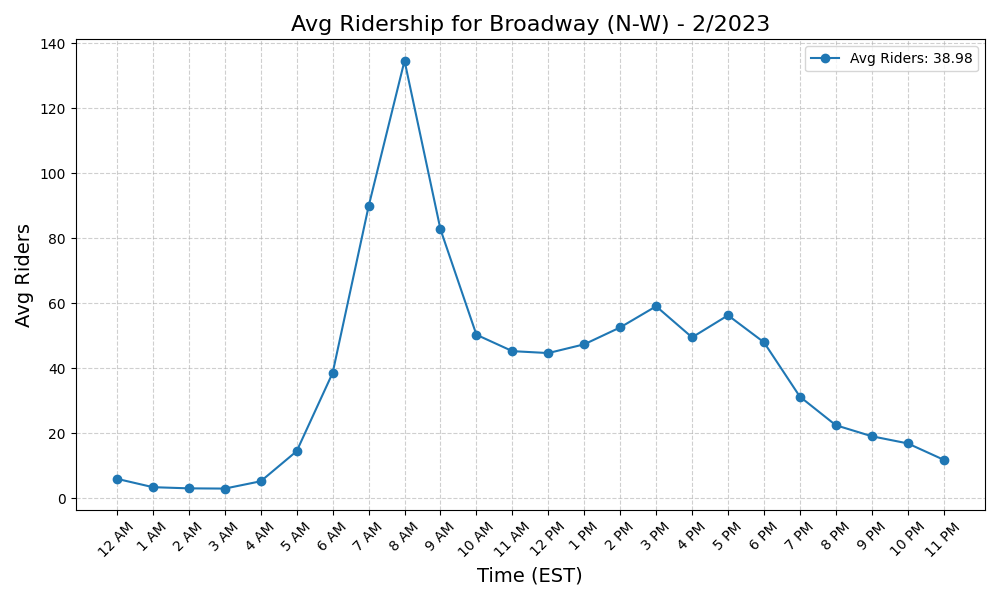 Avg Ridership for Broadway (N-W) - 2/2023
Avg Riders: 38.98
Avg Riders
140
120
100
80
60
40
20
0
12 AM
1 AM
2 AM
3 AM
4 AM
5 AM
6 AM
7 AM
8 AM
9 AM
10 AM
11 AM
12 PM
1 PM
2 PM
3 PM
4 PM
5 PM
6 PM
7 PM
8 PM
9 PM
10 PM
11 PM
Time (EST)